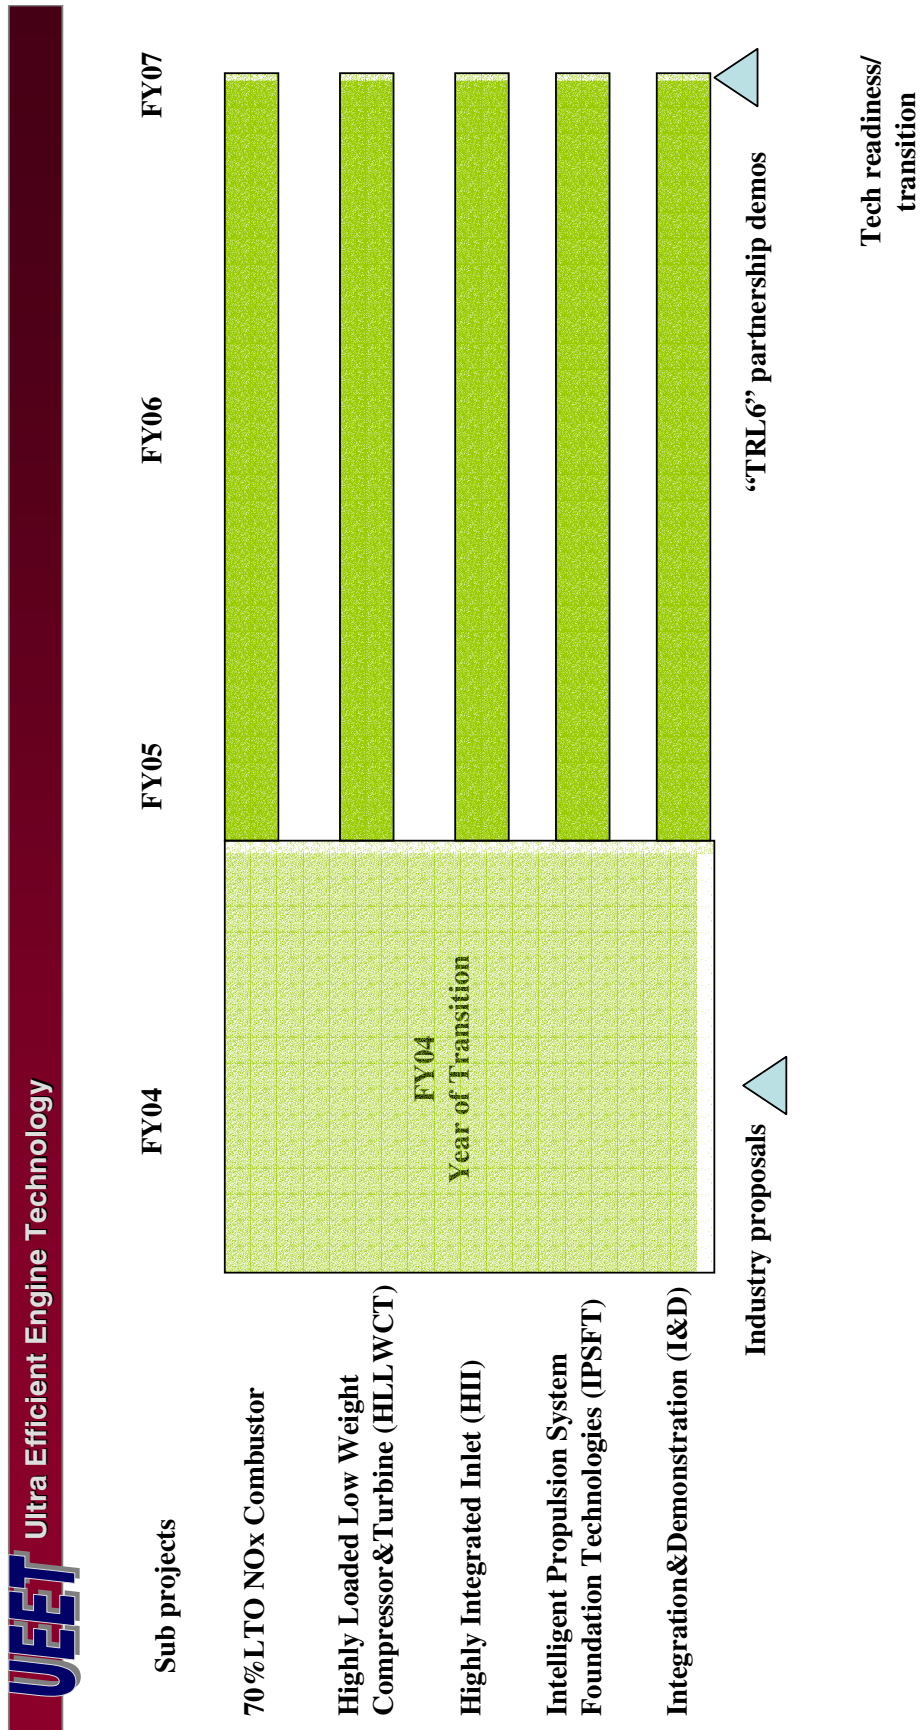 UEET Ultra Efficient Engine Technology
Sub projects
FY04
FY05
FY06
FY07
70%LTO NOx Combustor
Highly Loaded Low Weight
Compressor&Turbine (HLLWCT)
Highly Integrated Inlet (HII)
Intelligent Propulsion System
Foundation Technologies (IPSFT)
Integration&Demonstration (I&D)
FY04
Year of Transition
Industry proposals
“TRL6” partnership demos
Tech readiness/
transition